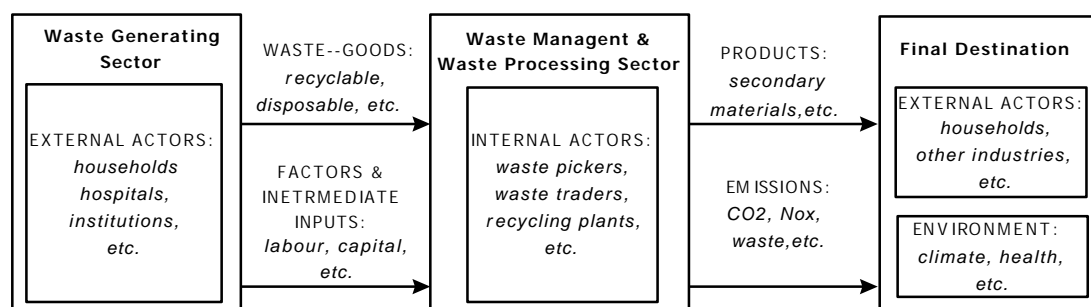 Waste Generating
Sector
EXTERNAL ACTORS:
households
hospitals,
institutions,
etc.
WASTE--GOODS:
recyclable,
disposable, etc.
FACTORS &
INETRMEDIATE
INPUTS:
labour, capital,
etc.
Waste Managent &
Waste Processing Sector
INTERNAL ACTORS:
waste pickers,
waste traders,
recycling plants,
etc.
PRODUCTS:
secondary
materials,etc.
EMISSIONS:
CO2, Nox,
waste,etc.
Final Destination
EXTERNAL ACTORS:
households,
other industries,
etc.
ENVIRONMENT:
climate, health,
etc.